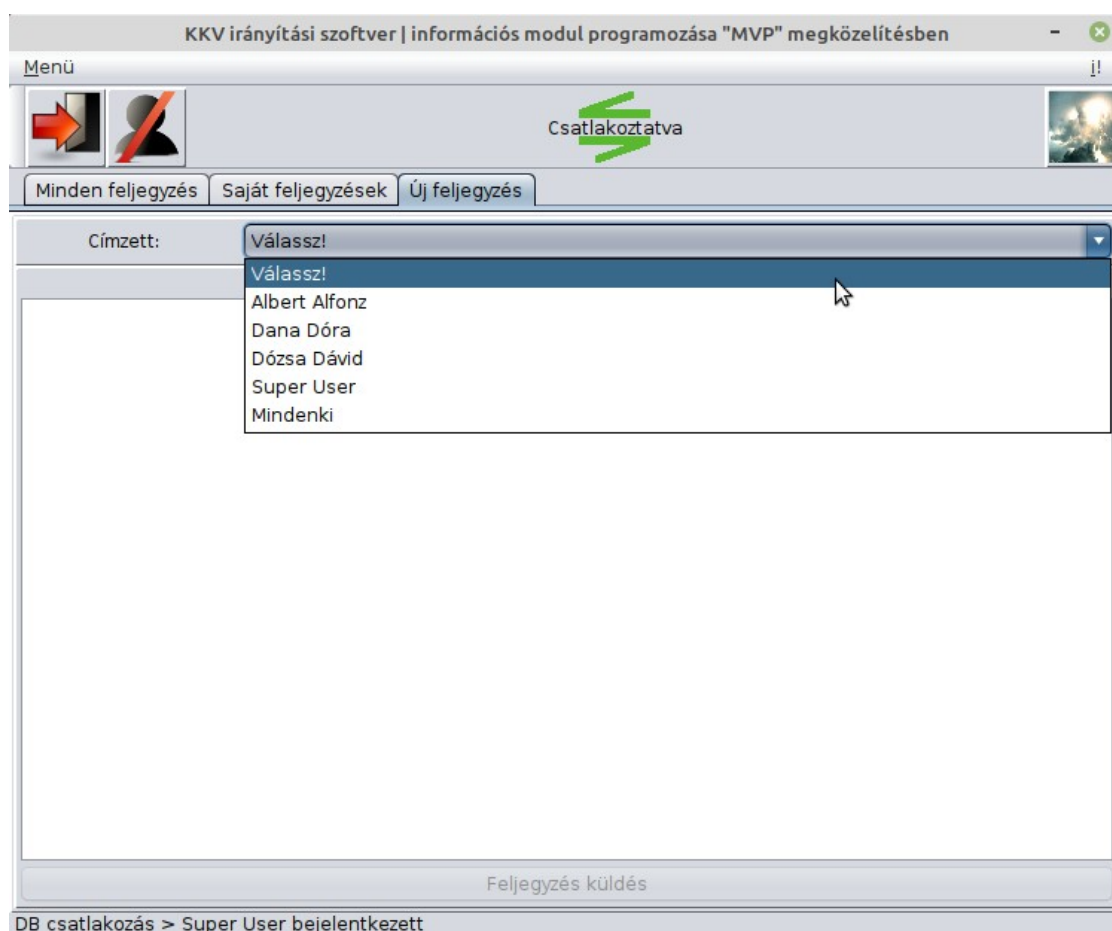 KKV irányítási szoftver | információs modul programozása "MVP" megközelítésben
Menü i!
Csatlakoztatva
Minden feljegyzés Saját feljegyzések Új feljegyzés
Címzett: Válassz!
Válassz!
Albert Alfonz
Dana Dóra
Dózsa Dávid
Super User
Mindenki
Feljegyzés küldés
DB csatlakozás > Super User bejelentkezett